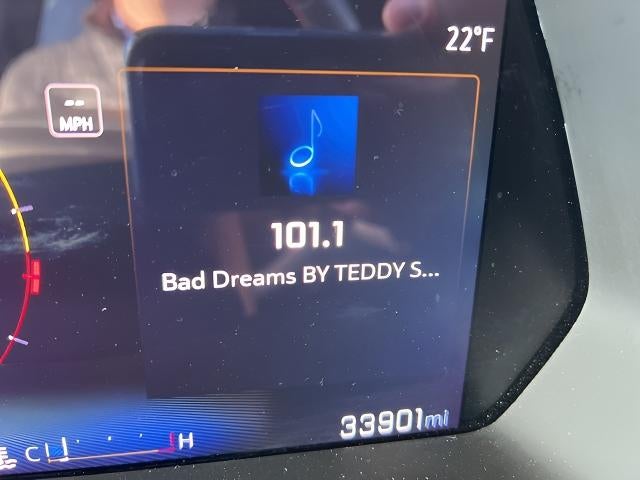 22°F
--
MPH
101.1
Bad Dreams BY TEDDY S...
33901mi
C H